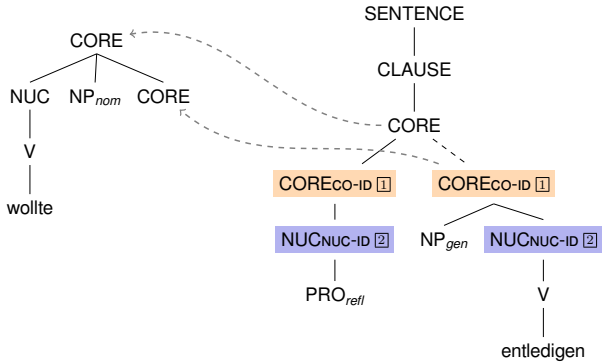 SENTENCE
CORE
CLAUSE
NUC NPnom CORE
CORE
V
wollte
CORECO-ID 1 CORECO-ID 1
NUCNUC-ID 2 NPgen NUCNUC-ID 2
PROrefl V
entledigen